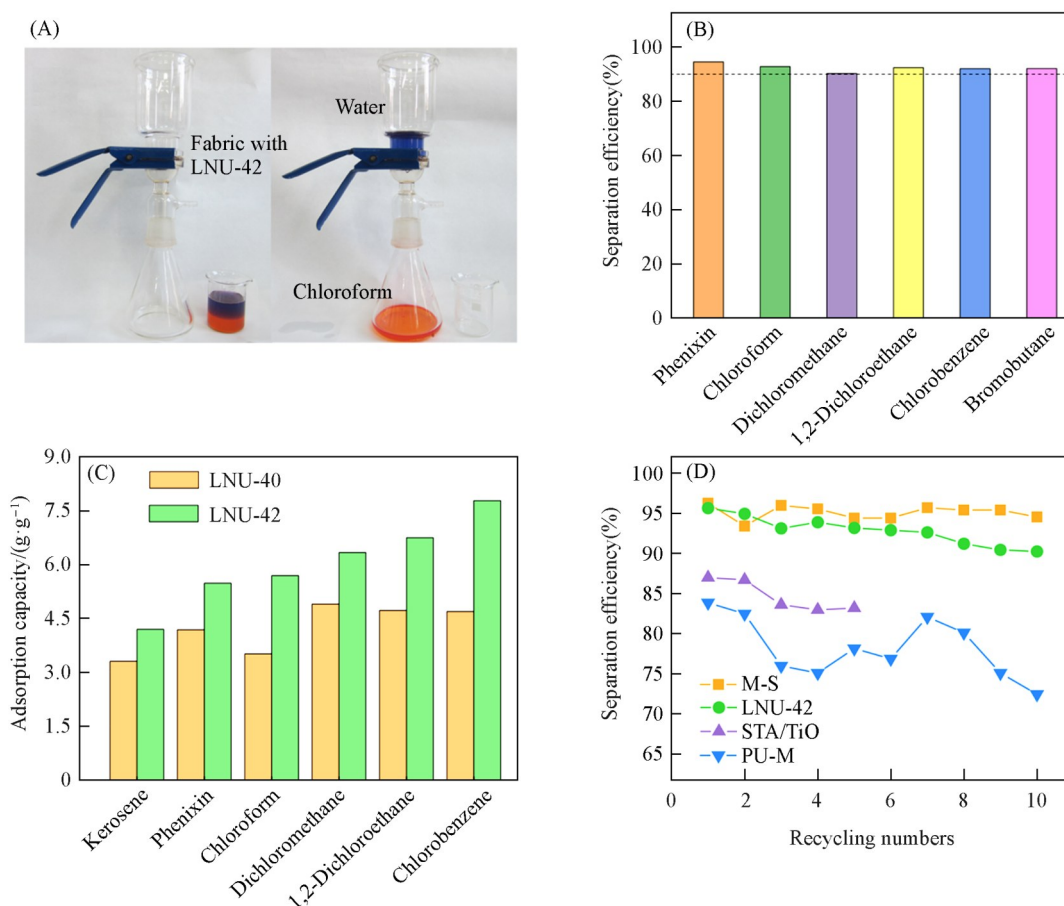 (A)
Water
Fabric with
LNU-42
Chloroform
(B)
Separation efficiency(%)
100
80
60
40
20
0
Phenixin
Chloroform
Dichloromethane
1,2-Dichloroethane
Chlorobenzene
Bromobutane
(C)
LNU-40
LNU-42
Adsorption capacity/(g·g⁻¹)
9.0
7.5
6.0
4.5
3.0
1.5
0
Kerosene
Phenixin
Chloroform
Dichloromethane
1,2-Dichloroethane
Chlorobenzene
(D)
Separation efficiency(%)
100
95
90
85
80
75
70
65
M-S
LNU-42
STA/TiO
PU-M
0 2 4 6 8 10
Recycling numbers